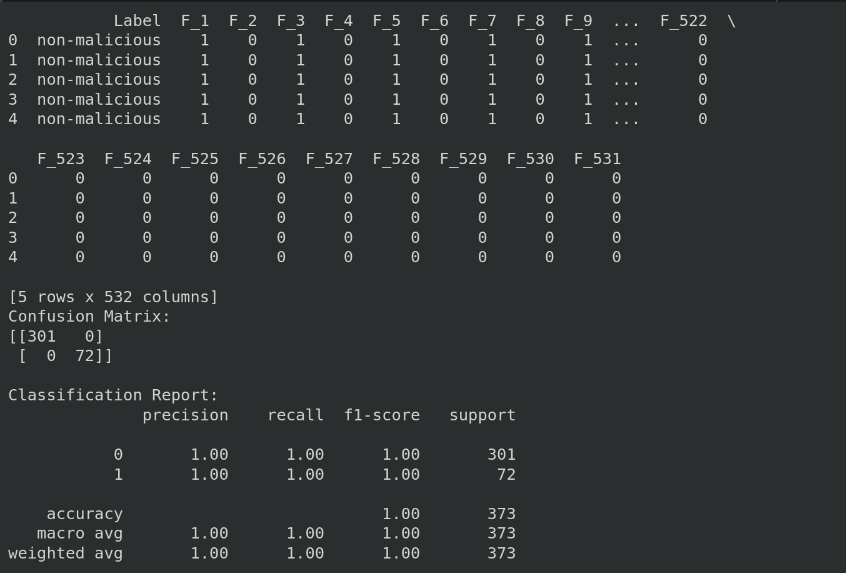 Label F_1 F_2 F_3 F_4 F_5 F_6 F_7 F_8 F_9 ... F_522 \
0 non-malicious 1 0 1 0 1 0 1 0 1 ... 0
1 non-malicious 1 0 1 0 1 0 1 0 1 ... 0
2 non-malicious 1 0 1 0 1 0 1 0 1 ... 0
3 non-malicious 1 0 1 0 1 0 1 0 1 ... 0
4 non-malicious 1 0 1 0 1 0 1 0 1 ... 0
F_523 F_524 F_525 F_526 F_527 F_528 F_529 F_530 F_531
0 0 0 0 0 0 0 0 0 0
1 0 0 0 0 0 0 0 0 0
2 0 0 0 0 0 0 0 0 0
3 0 0 0 0 0 0 0 0 0
4 0 0 0 0 0 0 0 0 0
[5 rows x 532 columns]
Confusion Matrix:
[[301 0]
[ 0 72]]
Classification Report:
precision recall f1-score support
0 1.00 1.00 1.00 301
1 1.00 1.00 1.00 72
accuracy 1.00 373
macro avg 1.00 1.00 1.00 373
weighted avg 1.00 1.00 1.00 373